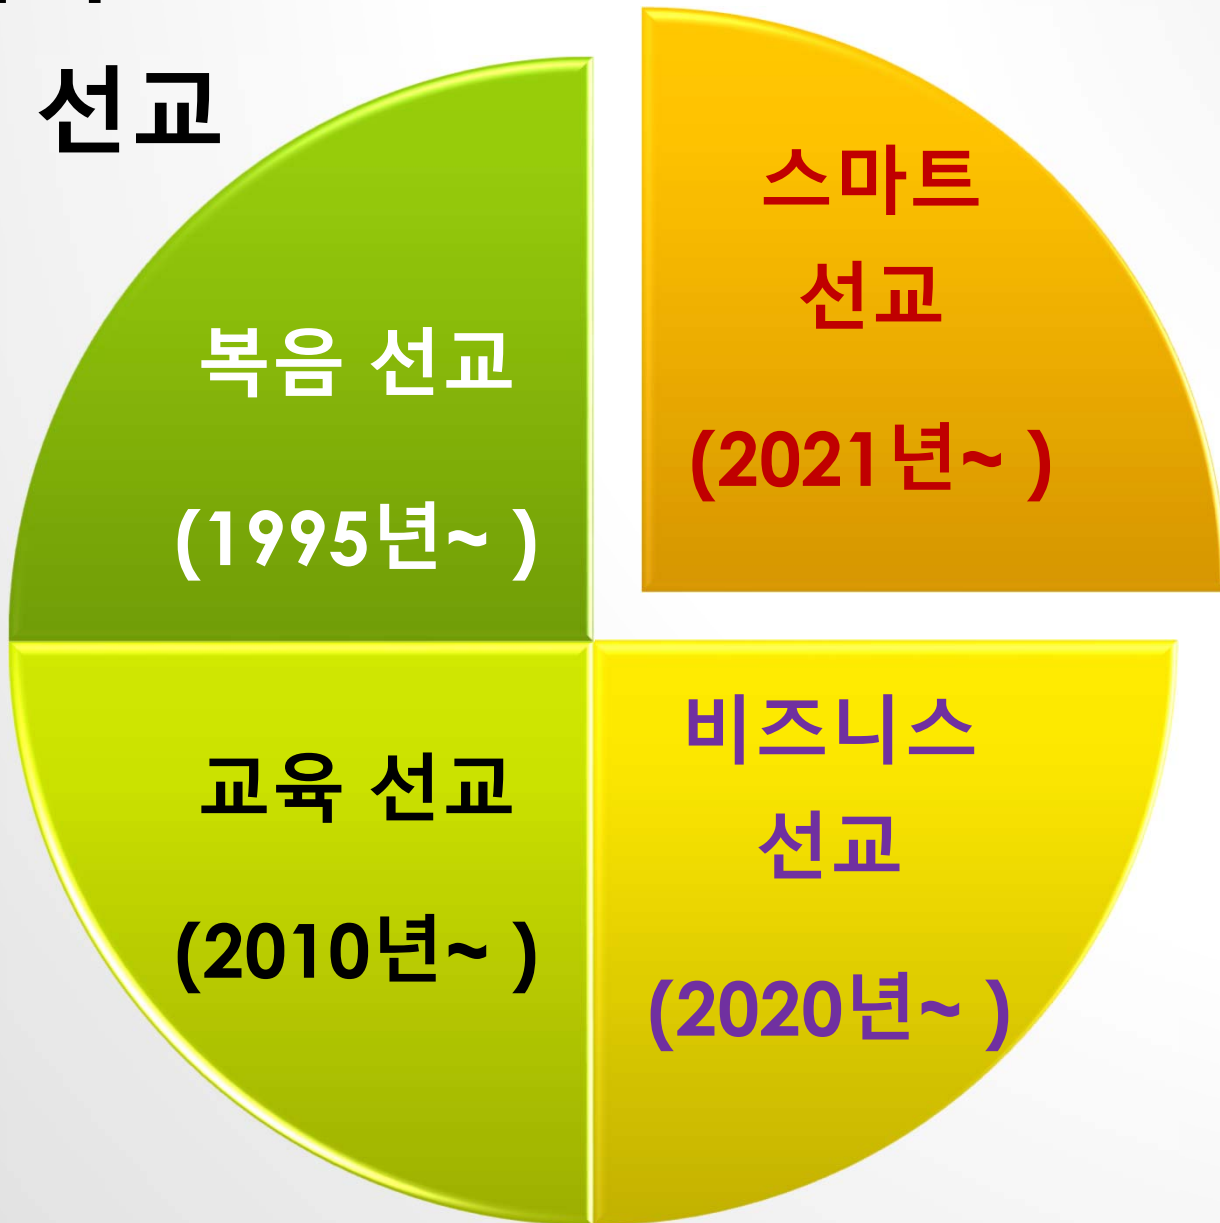 선교
스마트
선교
(2021년~ )
복음 선교
(1995년~ )
교육 선교
(2010년~ )
비즈니스
선교
(2020년~ )